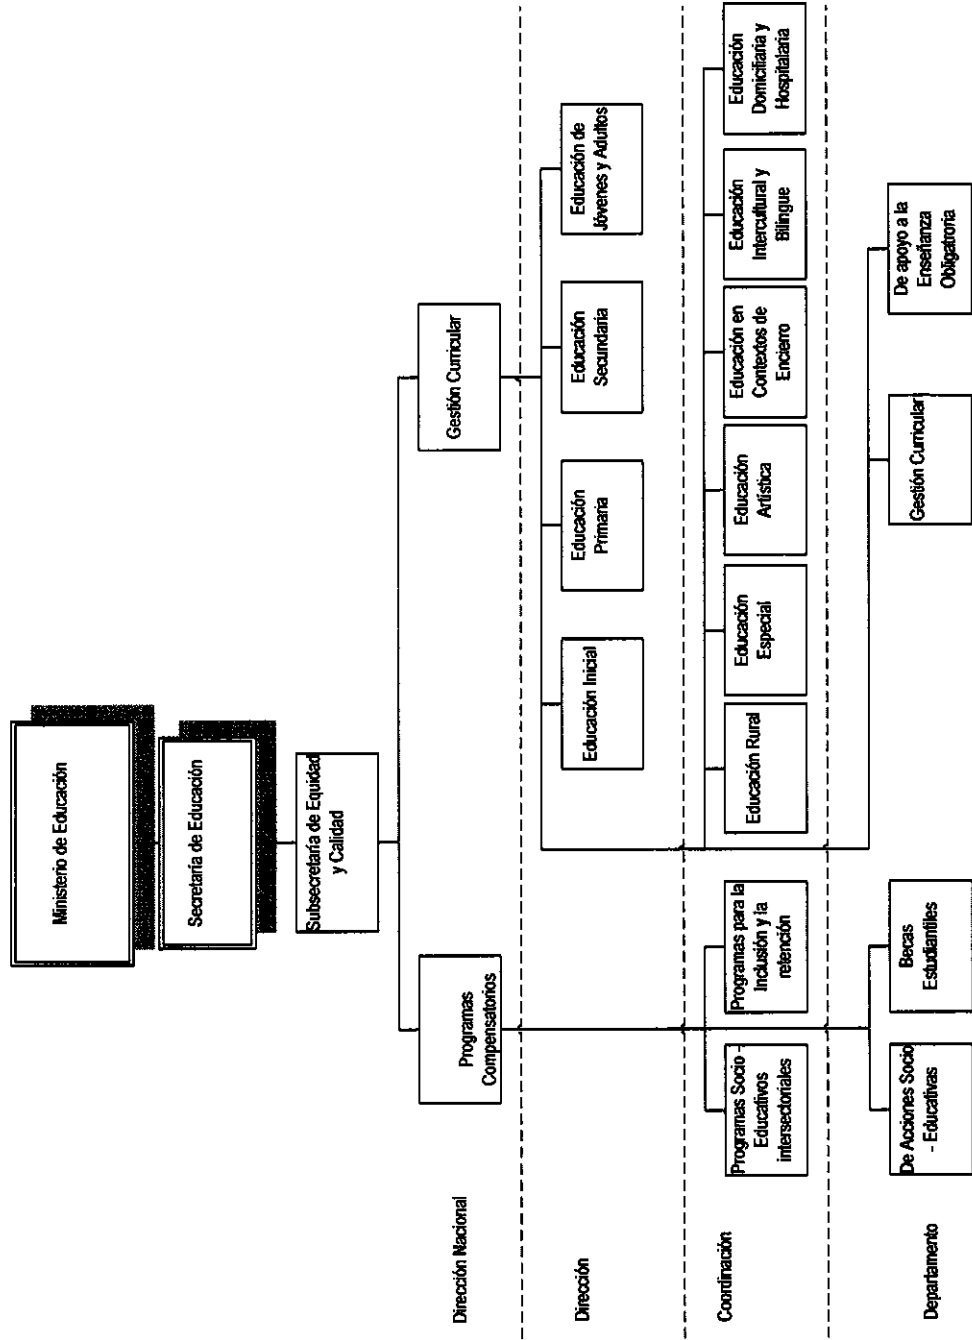 Ministerio de Educación
Secretaría de Educación
Subsecretaría de Equidad
y Calidad
Dirección Nacional
Programas
Compensatorios
Gestión Curricular
Dirección
Educación Inicial
Educación
Primaria
Educación
Secundaria
Educación de
Jóvenes y Adultos
Coordinación
Programas Socio -
Educativos
intersectoriales
Programas para la
Inclusión y la
retención
Educación Rural
Educación
Especial
Educación
Artística
Educación en
Contextos de
Encierro
Educación
Intercultural y
Bilingue
Educación
Domiciliaria y
Hospitalaria
Departamento
De Acciones Socio
- Educativas
Becas
Estudiantiles
Gestión Curricular
De apoyo a la
Enseñanza
Obligatroria